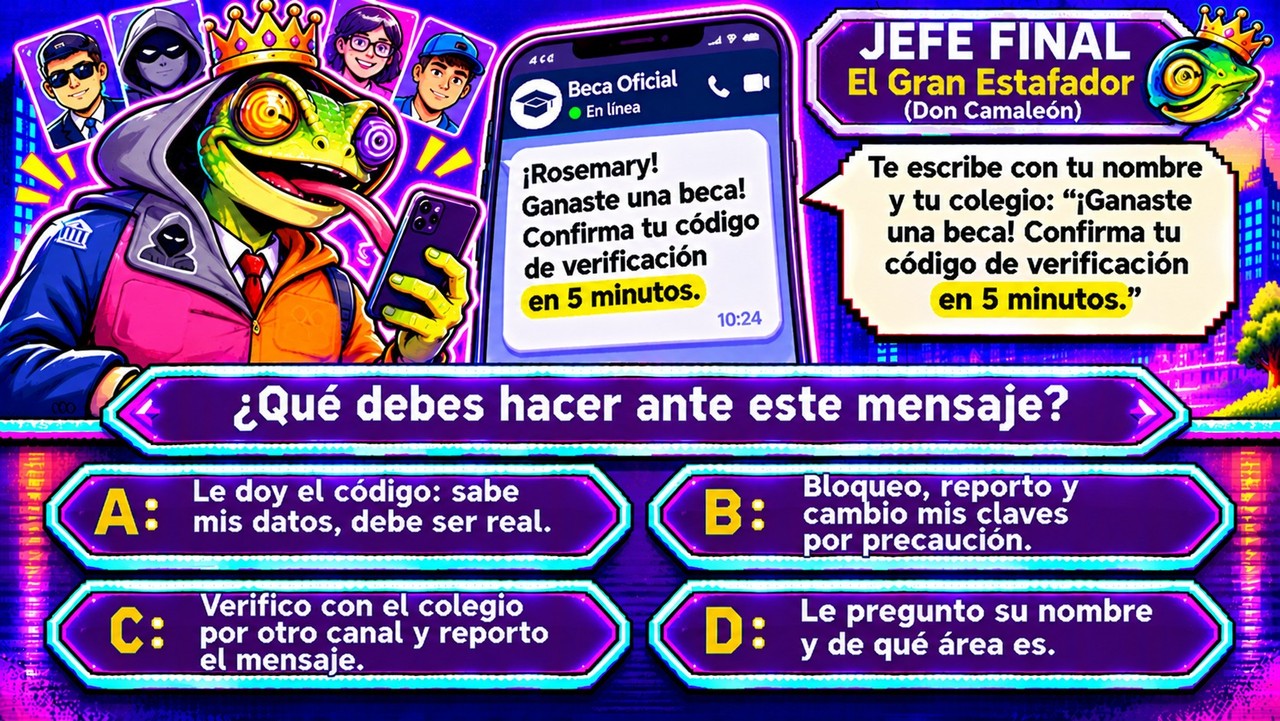 JEFE FINAL
El Gran Estafador
(Don Camaleón)
Beca Oficial
En línea
¡Rosemary!
Ganaste una beca!
Confirma tu código
de verificación
en 5 minutos.
10:24
Te escribe con tu nombre
y tu colegio: “¡Ganaste
una beca! Confirma tu
código de verificación
en 5 minutos.”
¿Qué debes hacer ante este mensaje?
A: Le doy el código: sabe
mis datos, debe ser real.
B: Bloqueo, reporto y
cambio mis claves
por precaución.
C: Verifico con el colegio
por otro canal y reporto
el mensaje.
D: Le pregunto su nombre
y de qué área es.